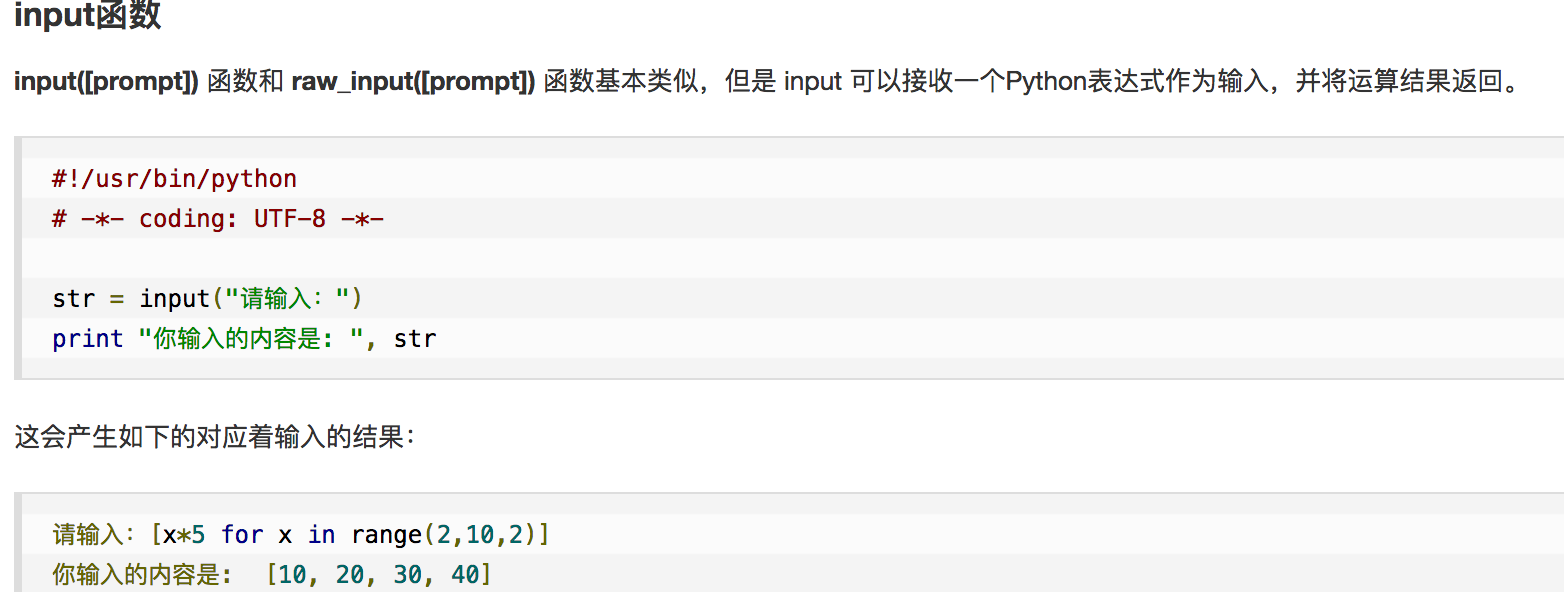 input函数
input([prompt]) 函数和 raw_input([prompt]) 函数基本类似，但是 input 可以接收一个Python表达式作为输入，并将运算结果返回。
#!/usr/bin/python
# -*- coding: UTF-8 -*-
str = input("请输入：")
print "你输入的内容是: ", str
这会产生如下的对应着输入的结果：
请输入：[x*5 for x in range(2,10,2)]
你输入的内容是:  [10, 20, 30, 40]